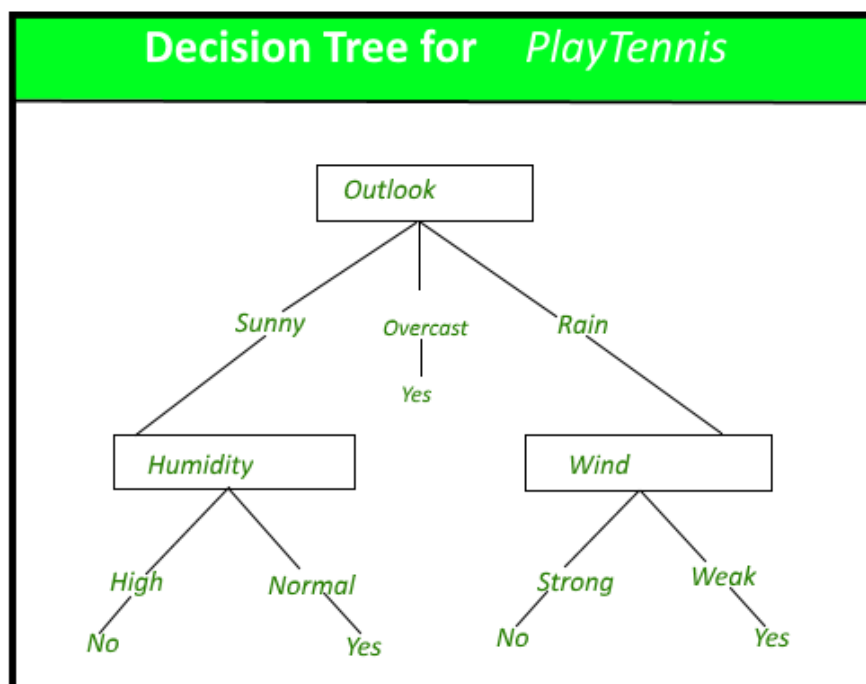 Decision Tree for PlayTennis
Outlook
Sunny Overcast Rain
Yes
Humidity Wind
High Normal Strong Weak
No Yes No Yes